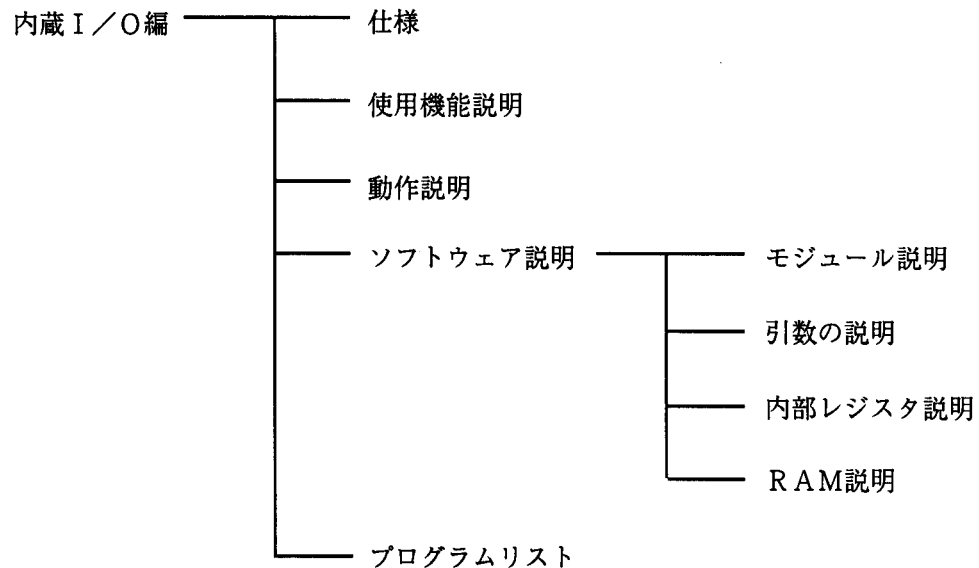 内蔵Ｉ／Ｏ編
仕様
使用機能説明
動作説明
ソフトウェア説明
モジュール説明
引数の説明
内部レジスタ説明
ＲＡＭ説明
プログラムリスト